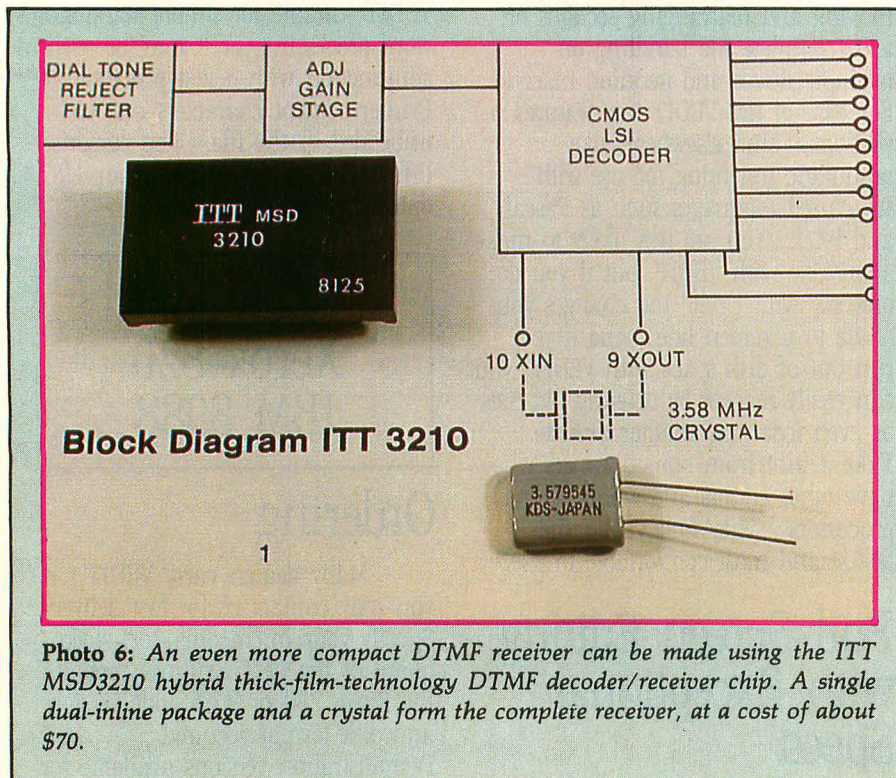 DIAL TONE
REJECT
FILTER
ADJ
GAIN
STAGE
CMOS
LSI
DECODER
ITT MSD
3210
8125
10 XIN
9 XOUT
3.58 MHz
CRYSTAL
Block Diagram ITT 3210
3.579545
KDS-JAPAN
1
Photo 6: An even more compact DTMF receiver can be made using the ITT
MSD3210 hybrid thick-film-technology DTMF decoder/receiver chip. A single
dual-inline package and a crystal form the complete receiver, at a cost of about
$70.